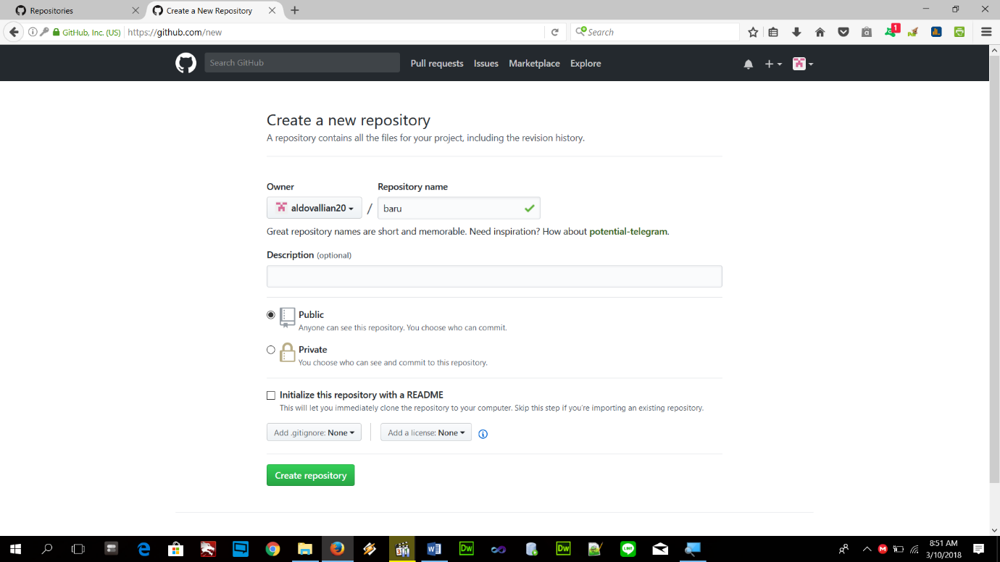 Repositories
Create a New Repository
GitHub, Inc. (US)
https://github.com/new
Search
1
Search GitHub
Pull requests
Issues
Marketplace
Explore
Create a new repository
A repository contains all the files for your project, including the revision history.
Owner
Repository name
aldovallian20
/
baru
Great repository names are short and memorable. Need inspiration? How about potential-telegram.
Description (optional)
Public
Anyone can see this repository. You choose who can commit.
Private
You choose who can see and commit to this repository.
Initialize this repository with a README
This will let you immediately clone the repository to your computer. Skip this step if you're importing an existing repository.
Add .gitignore: None
Add a license: None
Create repository
Dw
Dw
LINE
M
8:51 AM
3/10/2018